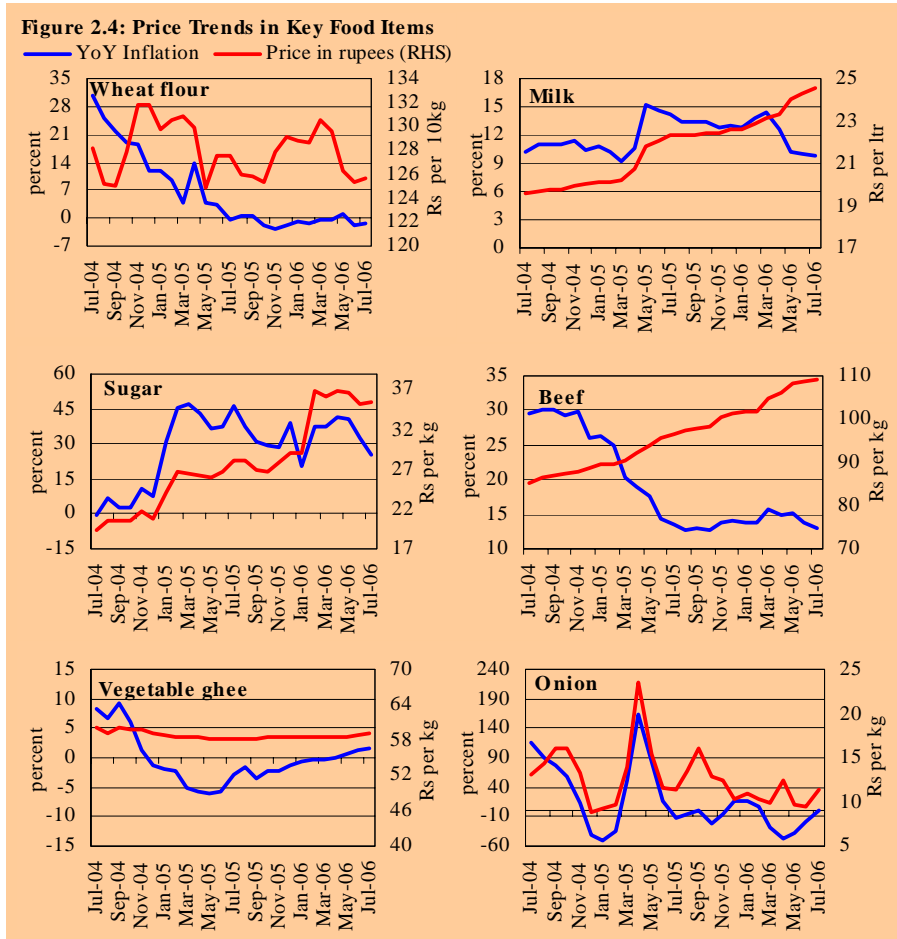 Figure 2.4: Price Trends in Key Food Items
YoY Inflation Price in rupees (RHS)
Wheat flour
percent
35
28
21
14
7
0
-7
134
132
130
128
126
124
122
120
Rs per 10kg
Jul-04 Sep-04 Nov-04 Jan-05 Mar-05 May-05 Jul-05 Sep-05 Nov-05 Jan-06 Mar-06 May-06 Jul-06
Milk
percent
18
15
12
9
6
3
0
25
23
21
19
17
Rs per ltr
Jul-04 Sep-04 Nov-04 Jan-05 Mar-05 May-05 Jul-05 Sep-05 Nov-05 Jan-06 Mar-06 May-06 Jul-06
Sugar
percent
60
45
30
15
0
-15
37
32
27
22
17
Rs per kg
Jul-04 Sep-04 Nov-04 Jan-05 Mar-05 May-05 Jul-05 Sep-05 Nov-05 Jan-06 Mar-06 May-06 Jul-06
Beef
percent
35
30
25
20
15
10
110
100
90
80
70
Rs per kg
Jul-04 Sep-04 Nov-04 Jan-05 Mar-05 May-05 Jul-05 Sep-05 Nov-05 Jan-06 Mar-06 May-06 Jul-06
Vegetable ghee
percent
15
10
5
0
-5
-10
-15
70
64
58
52
46
40
Rs per kg
Jul-04 Sep-04 Nov-04 Jan-05 Mar-05 May-05 Jul-05 Sep-05 Nov-05 Jan-06 Mar-06 May-06 Jul-06
Onion
percent
240
190
140
90
40
-10
-60
25
20
15
10
5
Rs per kg
Jul-04 Sep-04 Nov-04 Jan-05 Mar-05 May-05 Jul-05 Sep-05 Nov-05 Jan-06 Mar-06 May-06 Jul-06